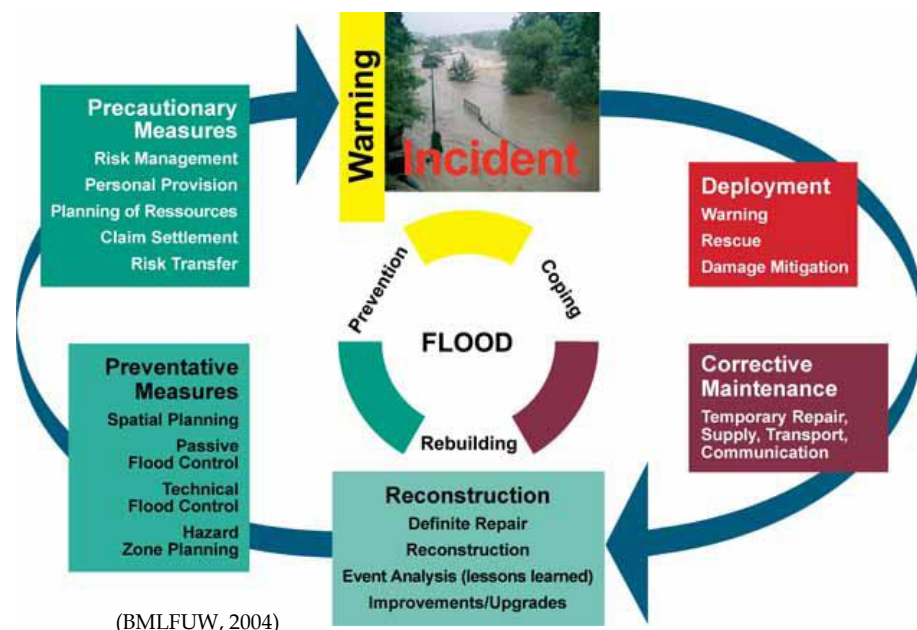 Warning
Incident
Precautionary
Measures
Risk Management
Personal Provision
Planning of Ressources
Claim Settlement
Risk Transfer
Deployment
Warning
Rescue
Damage Mitigation
Prevention
Coping
FLOOD
Rebuilding
Preventative
Measures
Spatial Planning
Passive
Flood Control
Technical
Flood Control
Hazard
Zone Planning
Corrective
Maintenance
Temporary Repair,
Supply, Transport,
Communication
Reconstruction
Definite Repair
Reconstruction
Event Analysis (lessons learned)
Improvements/Upgrades
(BMLFUW, 2004)